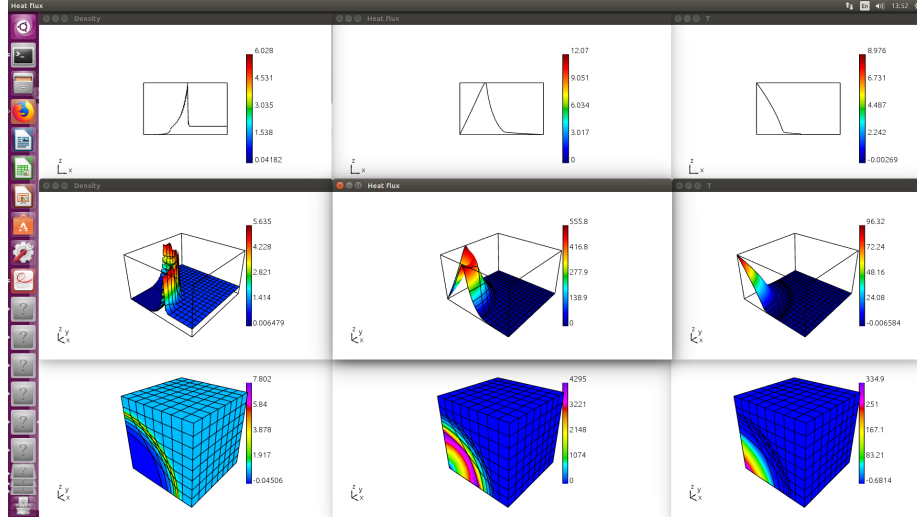 Heat flux
En
13:52
Density
Heat flux
T
6.028
4.531
3.035
1.538
0.04182
z
x
12.07
9.051
6.034
3.017
0
z
x
8.976
6.731
4.487
2.242
-0.00269
z
x
Density
Heat flux
T
5.635
4.228
2.821
1.414
0.006479
z
y
x
555.8
416.8
277.9
138.9
0
z
y
x
96.32
72.24
48.16
24.08
-0.006584
z
y
x
7.802
5.84
3.878
1.917
-0.04506
z
y
x
4295
3221
2148
1074
0
z
y
x
334.9
251
167.1
83.21
-0.6814
z
y
x